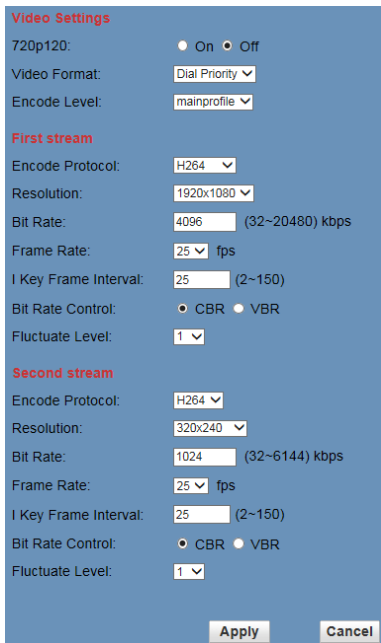 Video Settings
720p120: On Off
Video Format: Dial Priority
Encode Level: mainprofile
First stream
Encode Protocol: H264
Resolution: 1920x1080
Bit Rate: 4096 (32~20480) kbps
Frame Rate: 25 fps
I Key Frame Interval: 25 (2~150)
Bit Rate Control: CBR VBR
Fluctuate Level: 1
Second stream
Encode Protocol: H264
Resolution: 320x240
Bit Rate: 1024 (32~6144) kbps
Frame Rate: 25 fps
I Key Frame Interval: 25 (2~150)
Bit Rate Control: CBR VBR
Fluctuate Level: 1
Apply Cancel